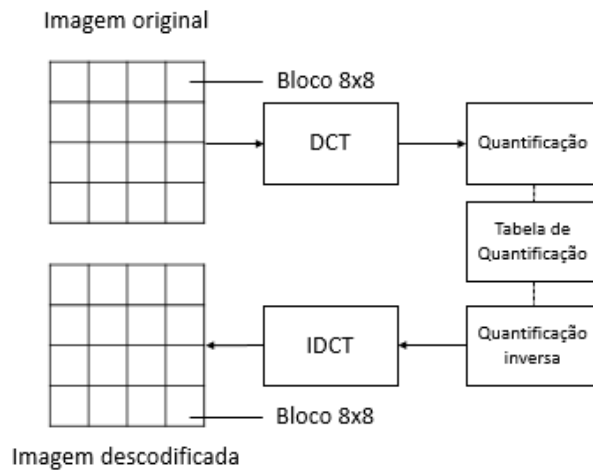 Imagem original
Bloco 8x8
DCT
Quantificação
Tabela de
Quantificação
Quantificação
inversa
IDCT
Bloco 8x8
Imagem descodificada